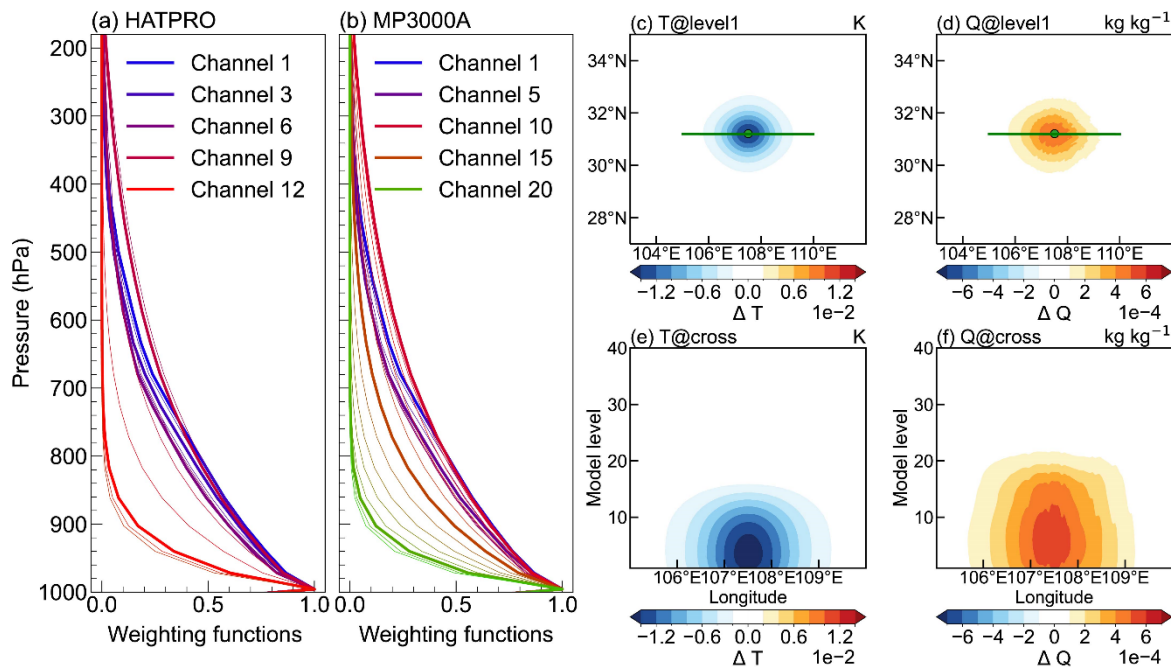 (a) HATPRO
(b) MP3000A
(c) T@level1 K
(d) Q@level1 kg kg⁻¹
200
300
400
500
600
700
800
900
1000
Pressure (hPa)
Channel 1
Channel 3
Channel 6
Channel 9
Channel 12
0.0 0.5 1.0
Weighting functions
Channel 1
Channel 5
Channel 10
Channel 15
Channel 20
0.0 0.5 1.0
Weighting functions
34°N
32°N
30°N
28°N
104°E 106°E 108°E 110°E
−1.2 −0.6 0.0 0.6 1.2
Δ T 1e−2
34°N
32°N
30°N
28°N
104°E 106°E 108°E 110°E
−6 −4 −2 0 2 4 6
Δ Q 1e−4
(e) T@cross K
40
30
20
10
Model level
106°E 107°E 108°E 109°E
Longitude
−1.2 −0.6 0.0 0.6 1.2
Δ T 1e−2
(f) Q@cross kg kg⁻¹
40
30
20
10
Model level
106°E 107°E 108°E 109°E
Longitude
−6 −4 −2 0 2 4 6
Δ Q 1e−4